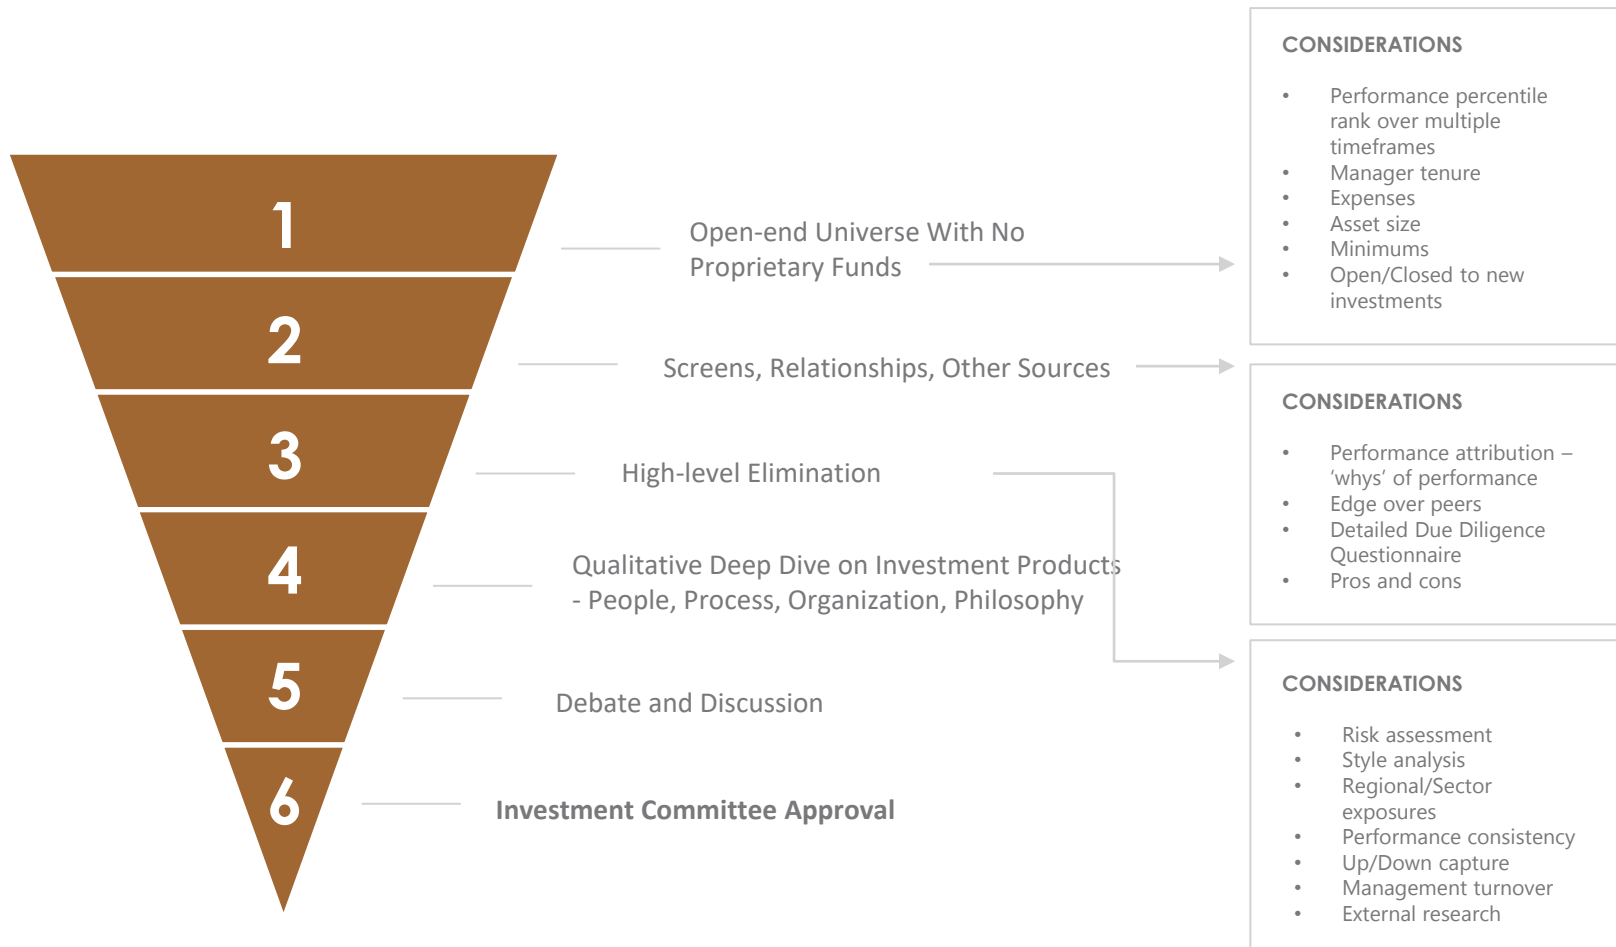 1
Open-end Universe With No
Proprietary Funds
2
Screens, Relationships, Other Sources
3
High-level Elimination
4
Qualitative Deep Dive on Investment Products
- People, Process, Organization, Philosophy
5
Debate and Discussion
6
Investment Committee Approval
CONSIDERATIONS
• Performance percentile
rank over multiple
timeframes
• Manager tenure
• Expenses
• Asset size
• Minimums
• Open/Closed to new
investments
CONSIDERATIONS
• Performance attribution –
‘whys’ of performance
• Edge over peers
• Detailed Due Diligence
Questionnaire
• Pros and cons
CONSIDERATIONS
• Risk assessment
• Style analysis
• Regional/Sector
exposures
• Performance consistency
• Up/Down capture
• Management turnover
• External research